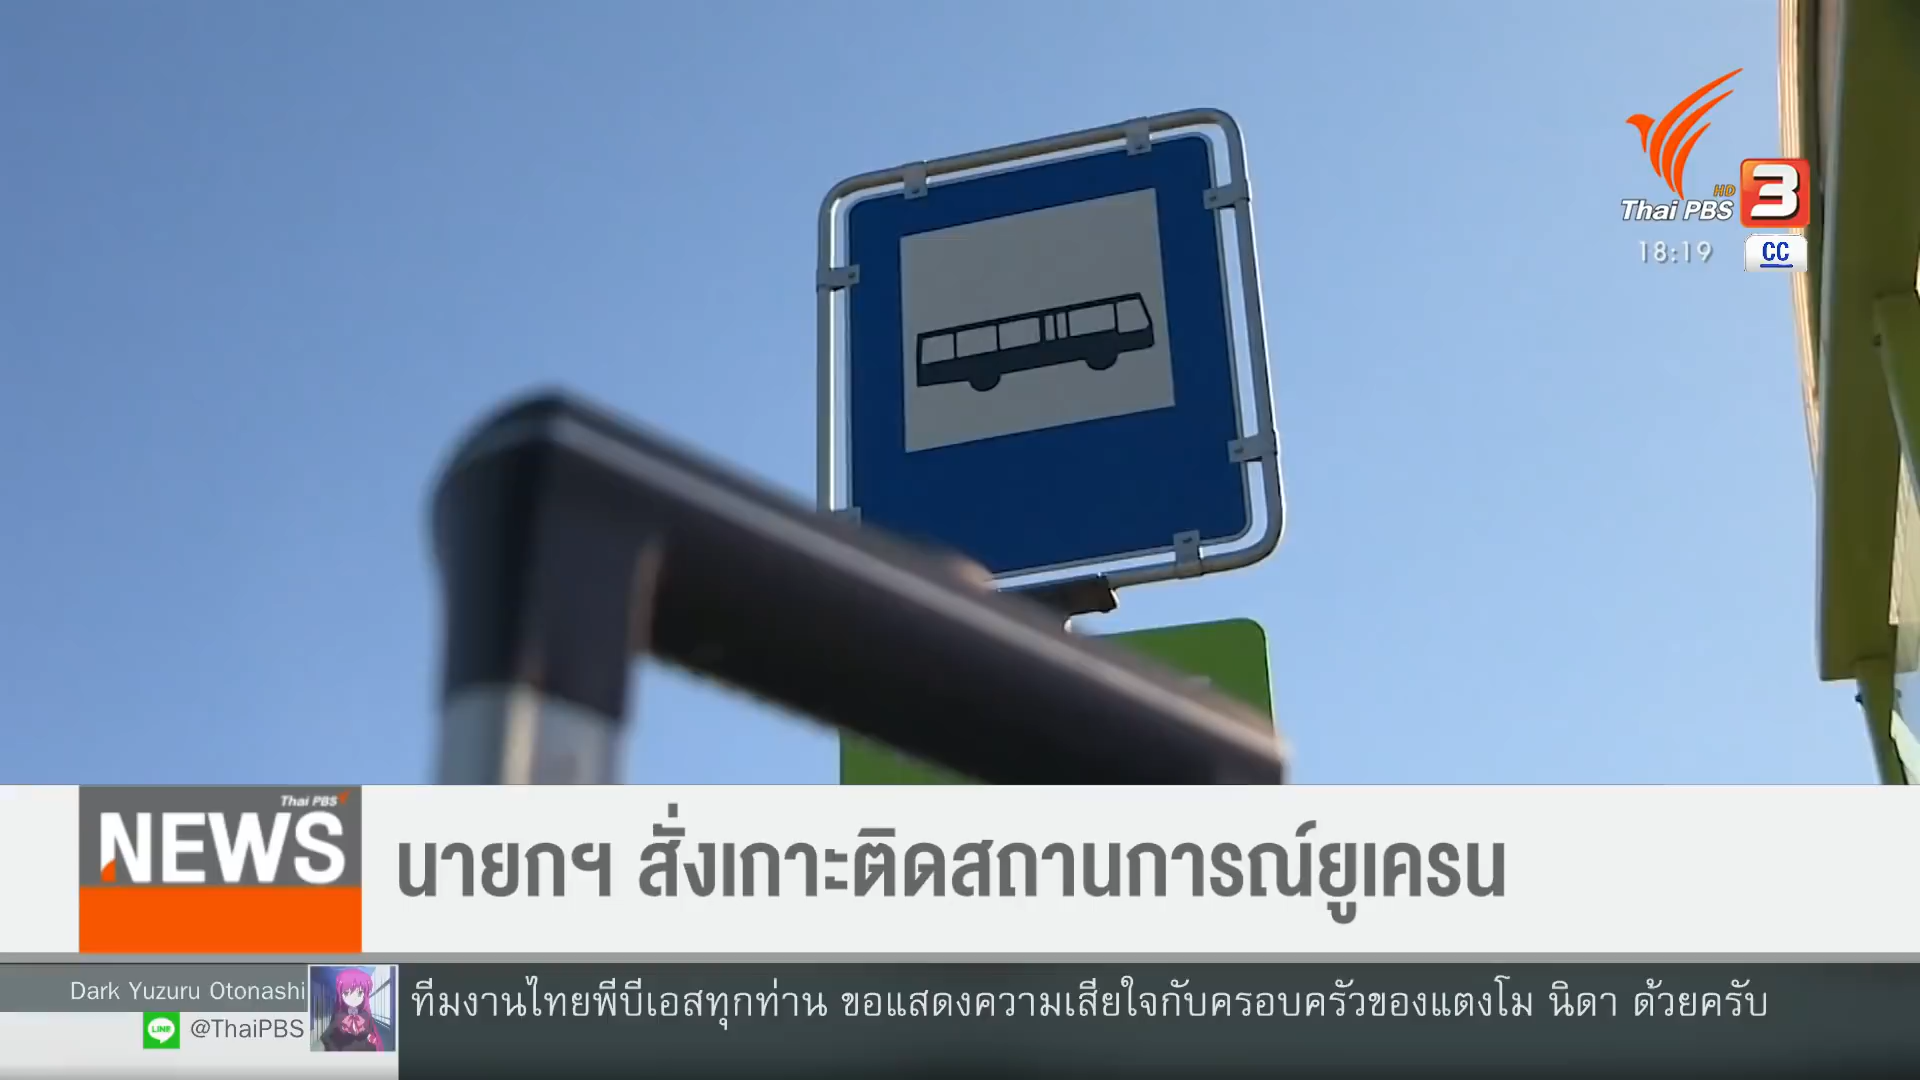 Thai PBS HD 3
18:19 CC
Thai PBS
NEWS
นายกฯ สั่งเกาะติดสถานการณ์ยูเครน
Dark Yuzuru Otonashi
LINE @ThaiPBS
ทีมงานไทยพีบีเอสทุกท่าน ขอแสดงความเสียใจกับครอบครัวของแตงโม นิดา ด้วยครับ